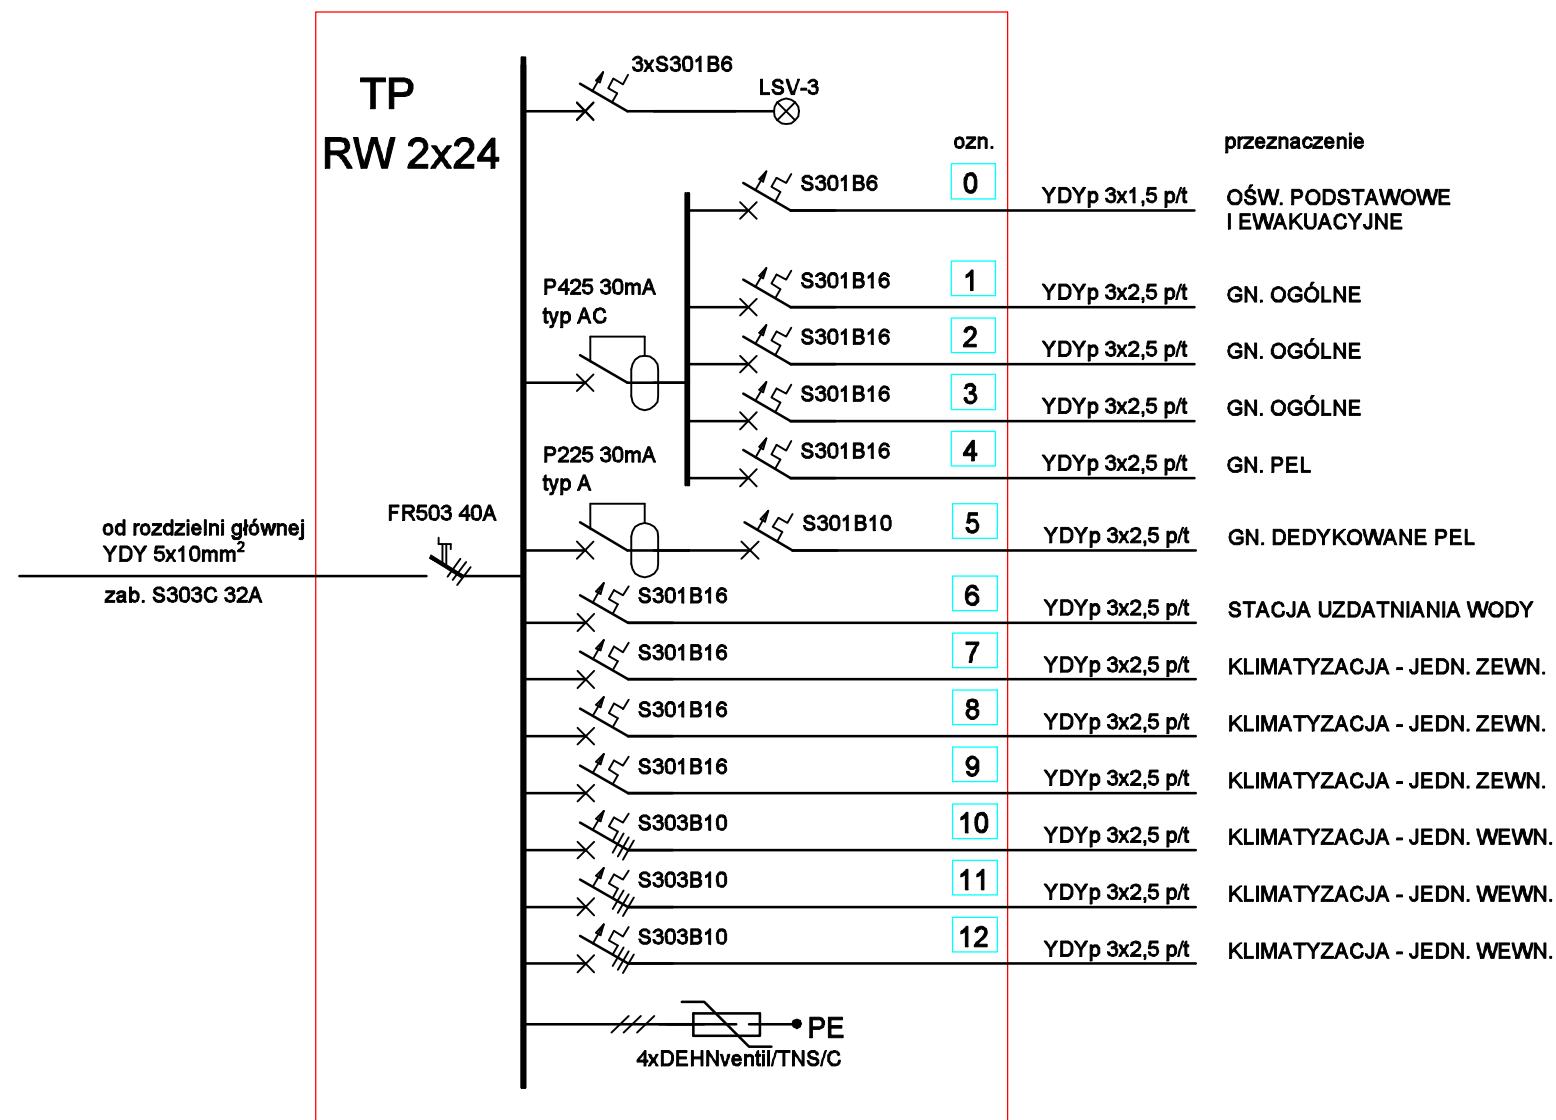 TP
RW 2x24
3xS301B6
LSV-3
ozn.
przeznaczenie
S301B6
0
YDYp 3x1,5 p/t
OŚW. PODSTAWOWE
I EWAKUACYJNE
P425 30mA
typ AC
S301B16
1
YDYp 3x2,5 p/t
GN. OGÓLNE
S301B16
2
YDYp 3x2,5 p/t
GN. OGÓLNE
S301B16
3
YDYp 3x2,5 p/t
GN. OGÓLNE
S301B16
4
YDYp 3x2,5 p/t
GN. PEL
P225 30mA
typ A
S301B10
5
YDYp 3x2,5 p/t
GN. DEDYKOWANE PEL
FR503 40A
od rozdzielni głównej
YDY 5x10mm²
zab. S303C 32A
S301B16
6
YDYp 3x2,5 p/t
STACJA UZDATNIANIA WODY
S301B16
7
YDYp 3x2,5 p/t
KLIMATYZACJA - JEDN. ZEWN.
S301B16
8
YDYp 3x2,5 p/t
KLIMATYZACJA - JEDN. ZEWN.
S301B16
9
YDYp 3x2,5 p/t
KLIMATYZACJA - JEDN. ZEWN.
S303B10
10
YDYp 3x2,5 p/t
KLIMATYZACJA - JEDN. WEWN.
S303B10
11
YDYp 3x2,5 p/t
KLIMATYZACJA - JEDN. WEWN.
S303B10
12
YDYp 3x2,5 p/t
KLIMATYZACJA - JEDN. WEWN.
PE
4xDEHNventil/TNS/C